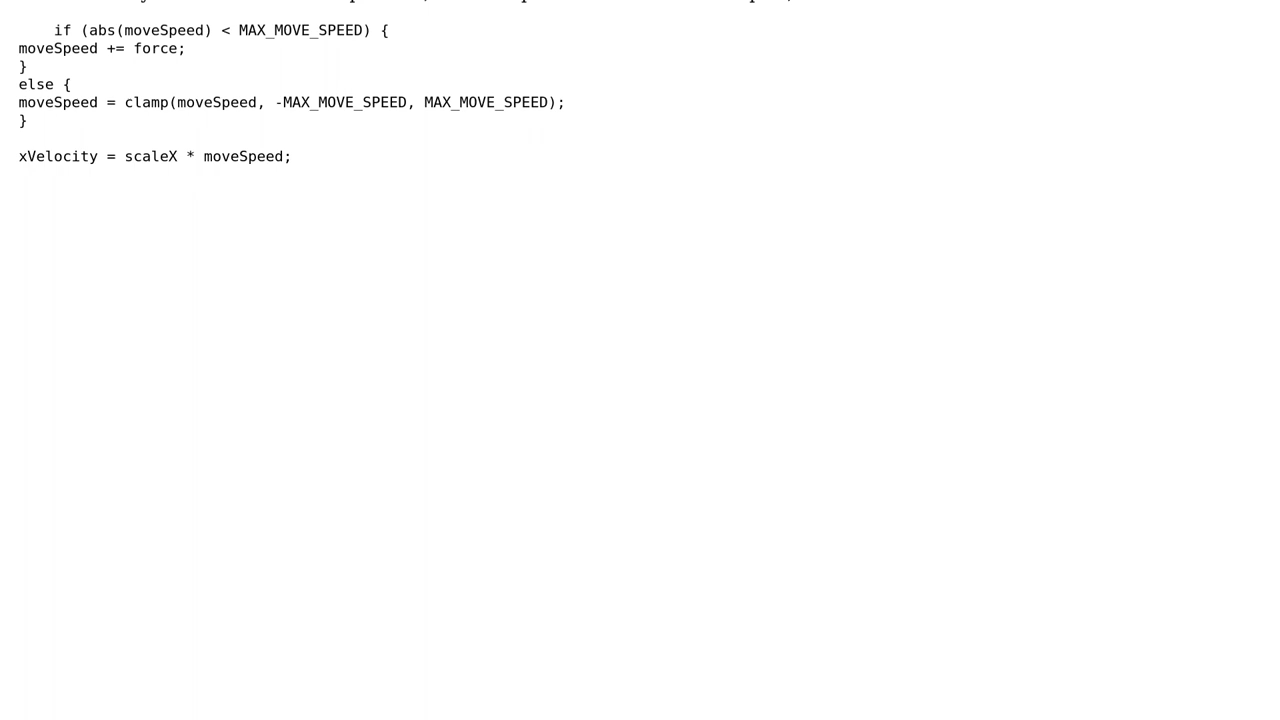 if (abs(moveSpeed) < MAX_MOVE_SPEED) {
moveSpeed += force;
}
else {
moveSpeed = clamp(moveSpeed, -MAX_MOVE_SPEED, MAX_MOVE_SPEED);
}
xVelocity = scaleX * moveSpeed;